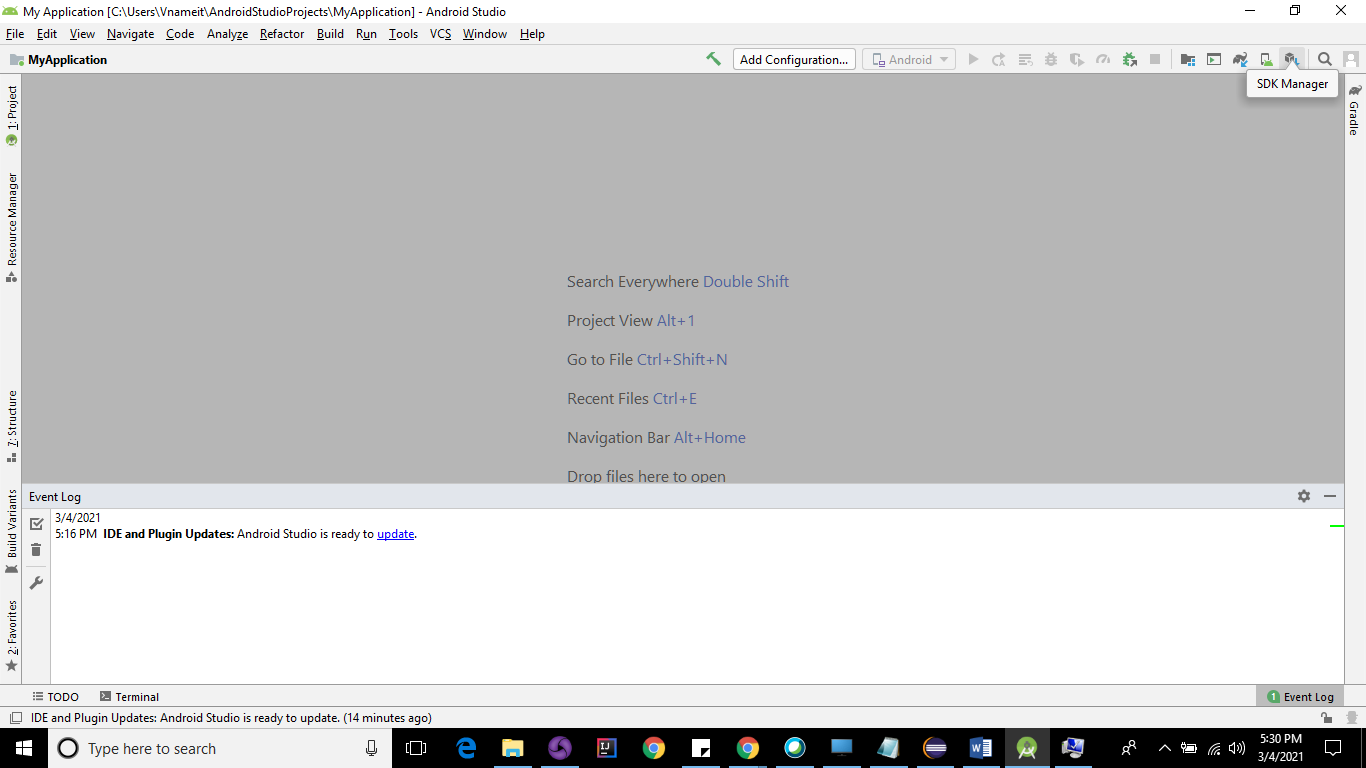 My Application [C:\Users\Vnameit\AndroidStudioProjects\MyApplication] - Android Studio
File Edit View Navigate Code Analyze Refactor Build Run Tools VCS Window Help
MyApplication
Add Configuration...
Android
SDK Manager
1: Project
Resource Manager
7: Structure
Build Variants
2: Favorites
Gradle
Search Everywhere Double Shift
Project View Alt+1
Go to File Ctrl+Shift+N
Recent Files Ctrl+E
Navigation Bar Alt+Home
Drop files here to open
Event Log
3/4/2021
5:16 PM IDE and Plugin Updates: Android Studio is ready to update.
TODO Terminal
1 Event Log
IDE and Plugin Updates: Android Studio is ready to update. (14 minutes ago)
Type here to search
5:30 PM
3/4/2021